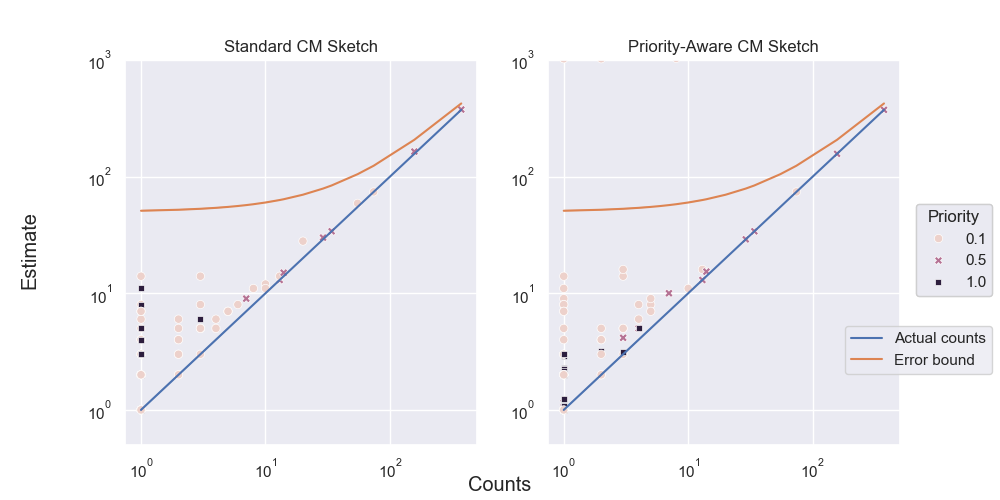 Standard CM Sketch
Priority-Aware CM Sketch
10³
10²
10¹
10⁰
10³
10²
10¹
10⁰
Estimate
10⁰ 10¹ 10²
10⁰ 10¹ 10²
Counts
Priority
0.1
0.5
1.0
Actual counts
Error bound